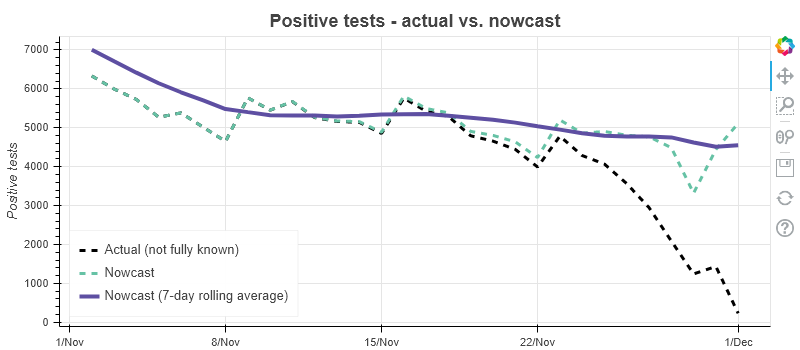 Positive tests - actual vs. nowcast
7000
6000
5000
4000
3000
2000
1000
0
Positive tests
Actual (not fully known)
Nowcast
Nowcast (7-day rolling average)
1/Nov
8/Nov
15/Nov
22/Nov
1/Dec